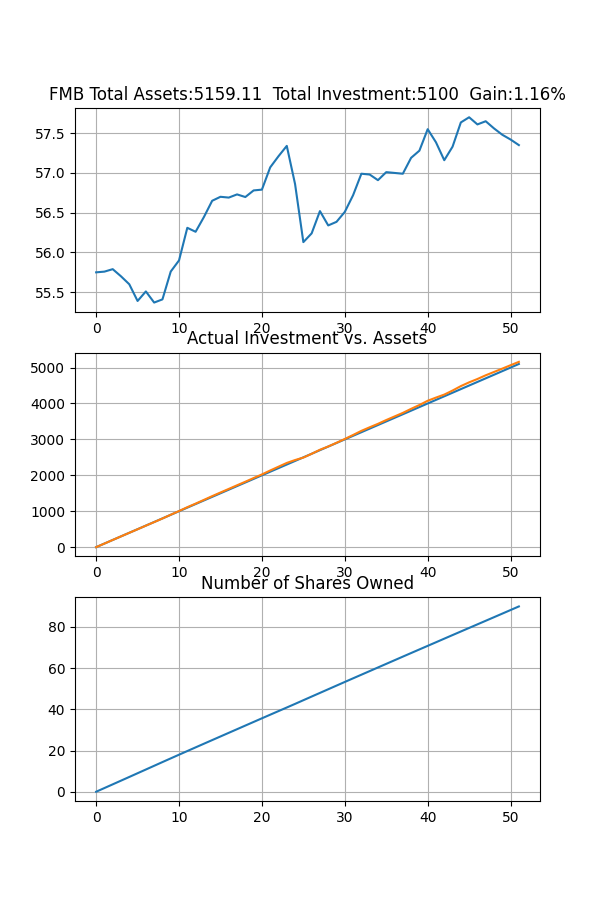 FMB Total Assets:5159.11  Total Investment:5100  Gain:1.16%
57.5
57.0
56.5
56.0
55.5
0 10 20 30 40 50
Actual Investment vs. Assets
5000
4000
3000
2000
1000
0
0 10 20 30 40 50
Number of Shares Owned
80
60
40
20
0
0 10 20 30 40 50